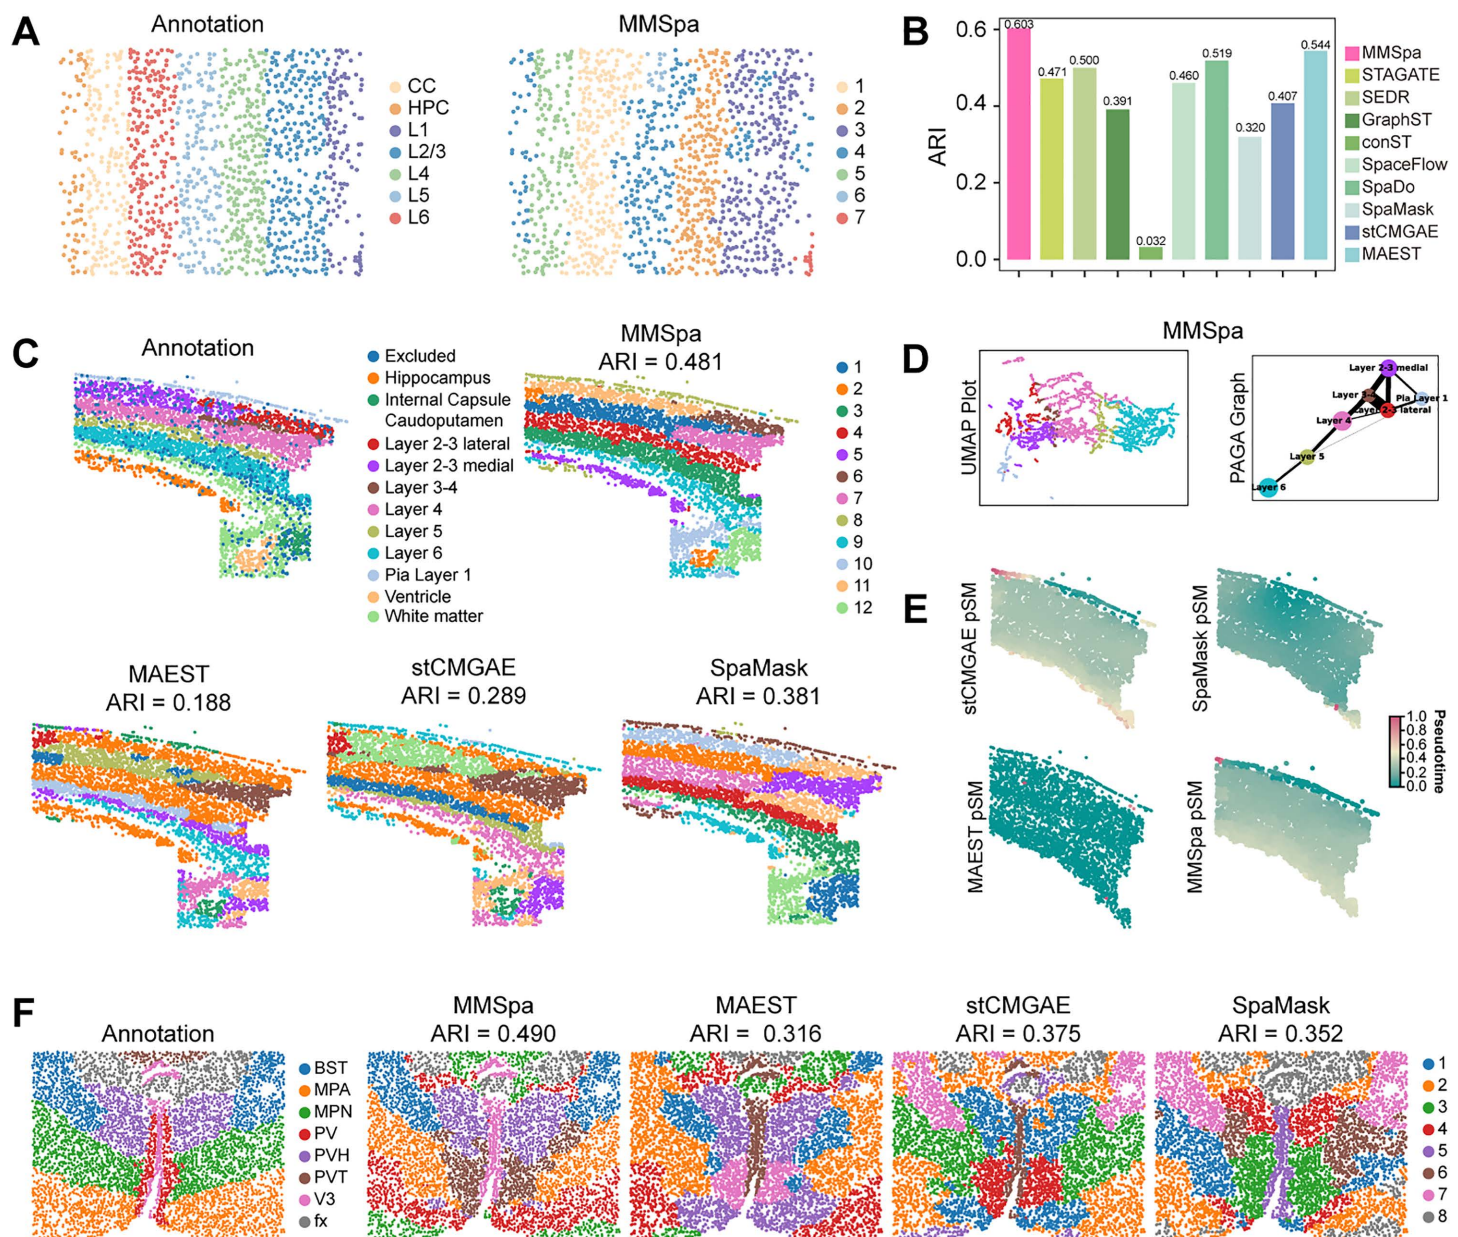 A
Annotation
CC
HPC
L1
L2/3
L4
L5
L6
MMSpa
1
2
3
4
5
6
7
B
ARI
0.6
0.4
0.2
0.0
0.603
0.471
0.500
0.391
0.032
0.460
0.519
0.320
0.407
0.544
MMSpa
STAGATE
SEDR
GraphST
conST
SpaceFlow
SpaDo
SpaMask
stCMGAE
MAEST
C
Annotation
Excluded
Hippocampus
Internal Capsule
Caudoputamen
Layer 2-3 lateral
Layer 2-3 medial
Layer 3-4
Layer 4
Layer 5
Layer 6
Pia Layer 1
Ventricle
White matter
MMSpa
ARI = 0.481
1
2
3
4
5
6
7
8
9
10
11
12
MAEST
ARI = 0.188
stCMGAE
ARI = 0.289
SpaMask
ARI = 0.381
D
MMSpa
UMAP Plot
PAGA Graph
Layer 2-3 medial
Layer 3-4
Pia Layer 1
Layer 2-3 lateral
Layer 4
Layer 5
Layer 6
E
stCMGAE pSM
SpaMask pSM
MAEST pSM
MMSpa pSM
1.0
0.8
0.6
0.4
0.2
0.0
Pseudotime
F
Annotation
BST
MPA
MPN
PV
PVH
PVT
V3
fx
MMSpa
ARI = 0.490
MAEST
ARI = 0.316
stCMGAE
ARI = 0.375
SpaMask
ARI = 0.352
1
2
3
4
5
6
7
8